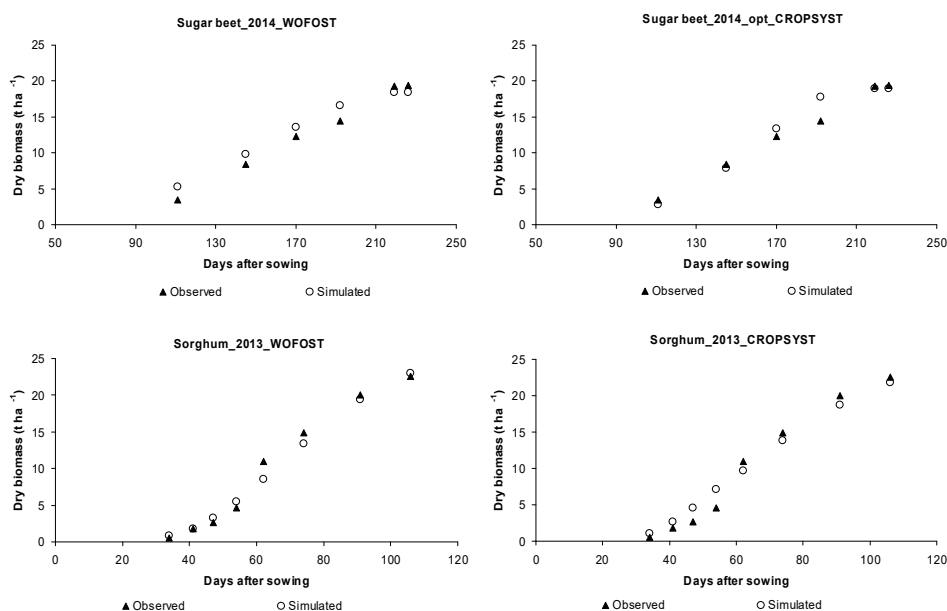 Sugar beet_2014_WOFOST
Dry biomass (t ha -1)
25
20
15
10
5
0
50 90 130 170 210 250
Days after sowing
▲ Observed ○ Simulated
Sugar beet_2014_opt_CROPSYST
Dry biomass (t ha -1)
25
20
15
10
5
0
50 90 130 170 210 250
Days after sowing
▲ Observed ○ Simulated
Sorghum_2013_WOFOST
Dry biomass (t ha -1)
25
20
15
10
5
0
0 20 40 60 80 100 120
Days after sowing
▲ Observed ○ Simulated
Sorghum_2013_CROPSYST
Dry biomass (t ha -1)
25
20
15
10
5
0
0 20 40 60 80 100 120
Days after sowing
▲ Observed ○ Simulated